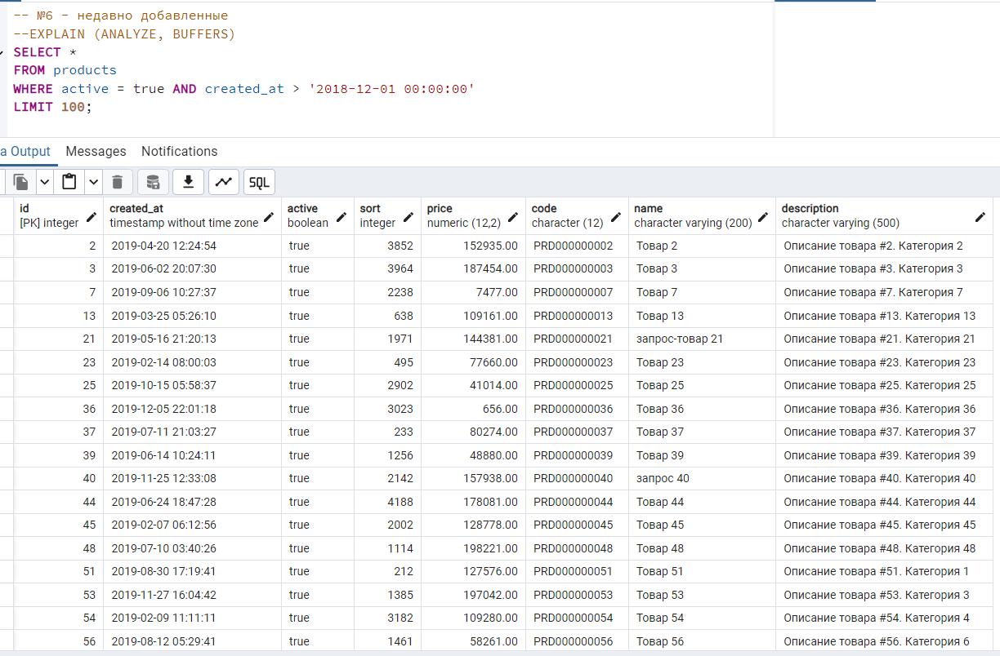 -- №6 - недавно добавленные
--EXPLAIN (ANALYZE, BUFFERS)
SELECT *
FROM products
WHERE active = true AND created_at > '2018-12-01 00:00:00'
LIMIT 100;
a Output Messages Notifications
SQL
id created_at active sort price code name description
[PK] integer timestamp without time zone boolean integer numeric (12,2) character (12) character varying (200) character varying (500)
2 2019-04-20 12:24:54 true 3852 152935.00 PRD000000002 Товар 2 Описание товара #2. Категория 2
3 2019-06-02 20:07:30 true 3964 187454.00 PRD000000003 Товар 3 Описание товара #3. Категория 3
7 2019-09-06 10:27:37 true 2238 7477.00 PRD000000007 Товар 7 Описание товара #7. Категория 7
13 2019-03-25 05:26:10 true 638 109161.00 PRD000000013 Товар 13 Описание товара #13. Категория 13
21 2019-05-16 21:20:13 true 1971 144381.00 PRD000000021 запрос-товар 21 Описание товара #21. Категория 21
23 2019-02-14 08:00:03 true 495 77660.00 PRD000000023 Товар 23 Описание товара #23. Категория 23
25 2019-10-15 05:58:37 true 2902 41014.00 PRD000000025 Товар 25 Описание товара #25. Категория 25
36 2019-12-05 22:01:18 true 3023 656.00 PRD000000036 Товар 36 Описание товара #36. Категория 36
37 2019-07-11 21:03:27 true 233 80274.00 PRD000000037 Товар 37 Описание товара #37. Категория 37
39 2019-06-14 10:24:11 true 1256 48880.00 PRD000000039 Товар 39 Описание товара #39. Категория 39
40 2019-11-25 12:33:08 true 2142 157938.00 PRD000000040 запрос 40 Описание товара #40. Категория 40
44 2019-06-24 18:47:28 true 4188 178081.00 PRD000000044 Товар 44 Описание товара #44. Категория 44
45 2019-02-07 06:12:56 true 2002 128778.00 PRD000000045 Товар 45 Описание товара #45. Категория 45
48 2019-07-10 03:40:26 true 1114 198221.00 PRD000000048 Товар 48 Описание товара #48. Категория 48
51 2019-08-30 17:19:41 true 212 127576.00 PRD000000051 Товар 51 Описание товара #51. Категория 1
53 2019-11-27 16:04:42 true 1385 197042.00 PRD000000053 Товар 53 Описание товара #53. Категория 3
54 2019-02-09 11:11:11 true 3182 109280.00 PRD000000054 Товар 54 Описание товара #54. Категория 4
56 2019-08-12 05:29:41 true 1461 58261.00 PRD000000056 Товар 56 Описание товара #56. Категория 6